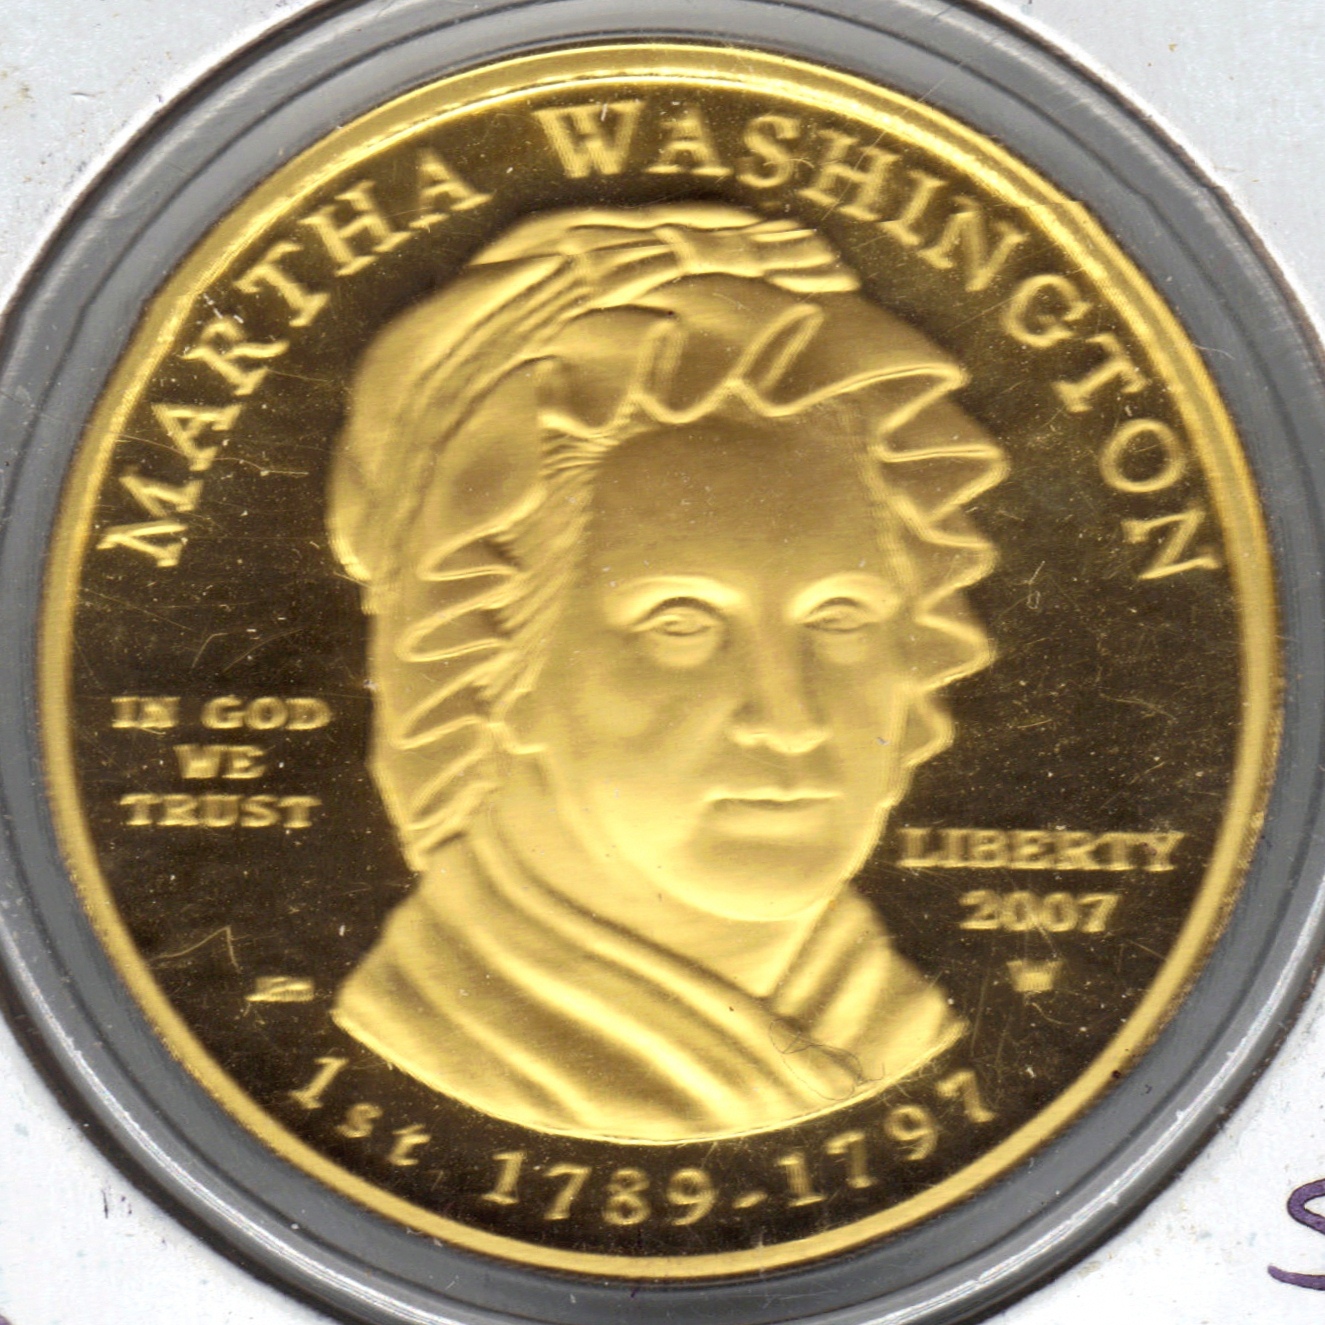 MARTHA WASHINGTON
IN GOD
WE
TRUST
LIBERTY
2007
W
1st 1789-1797